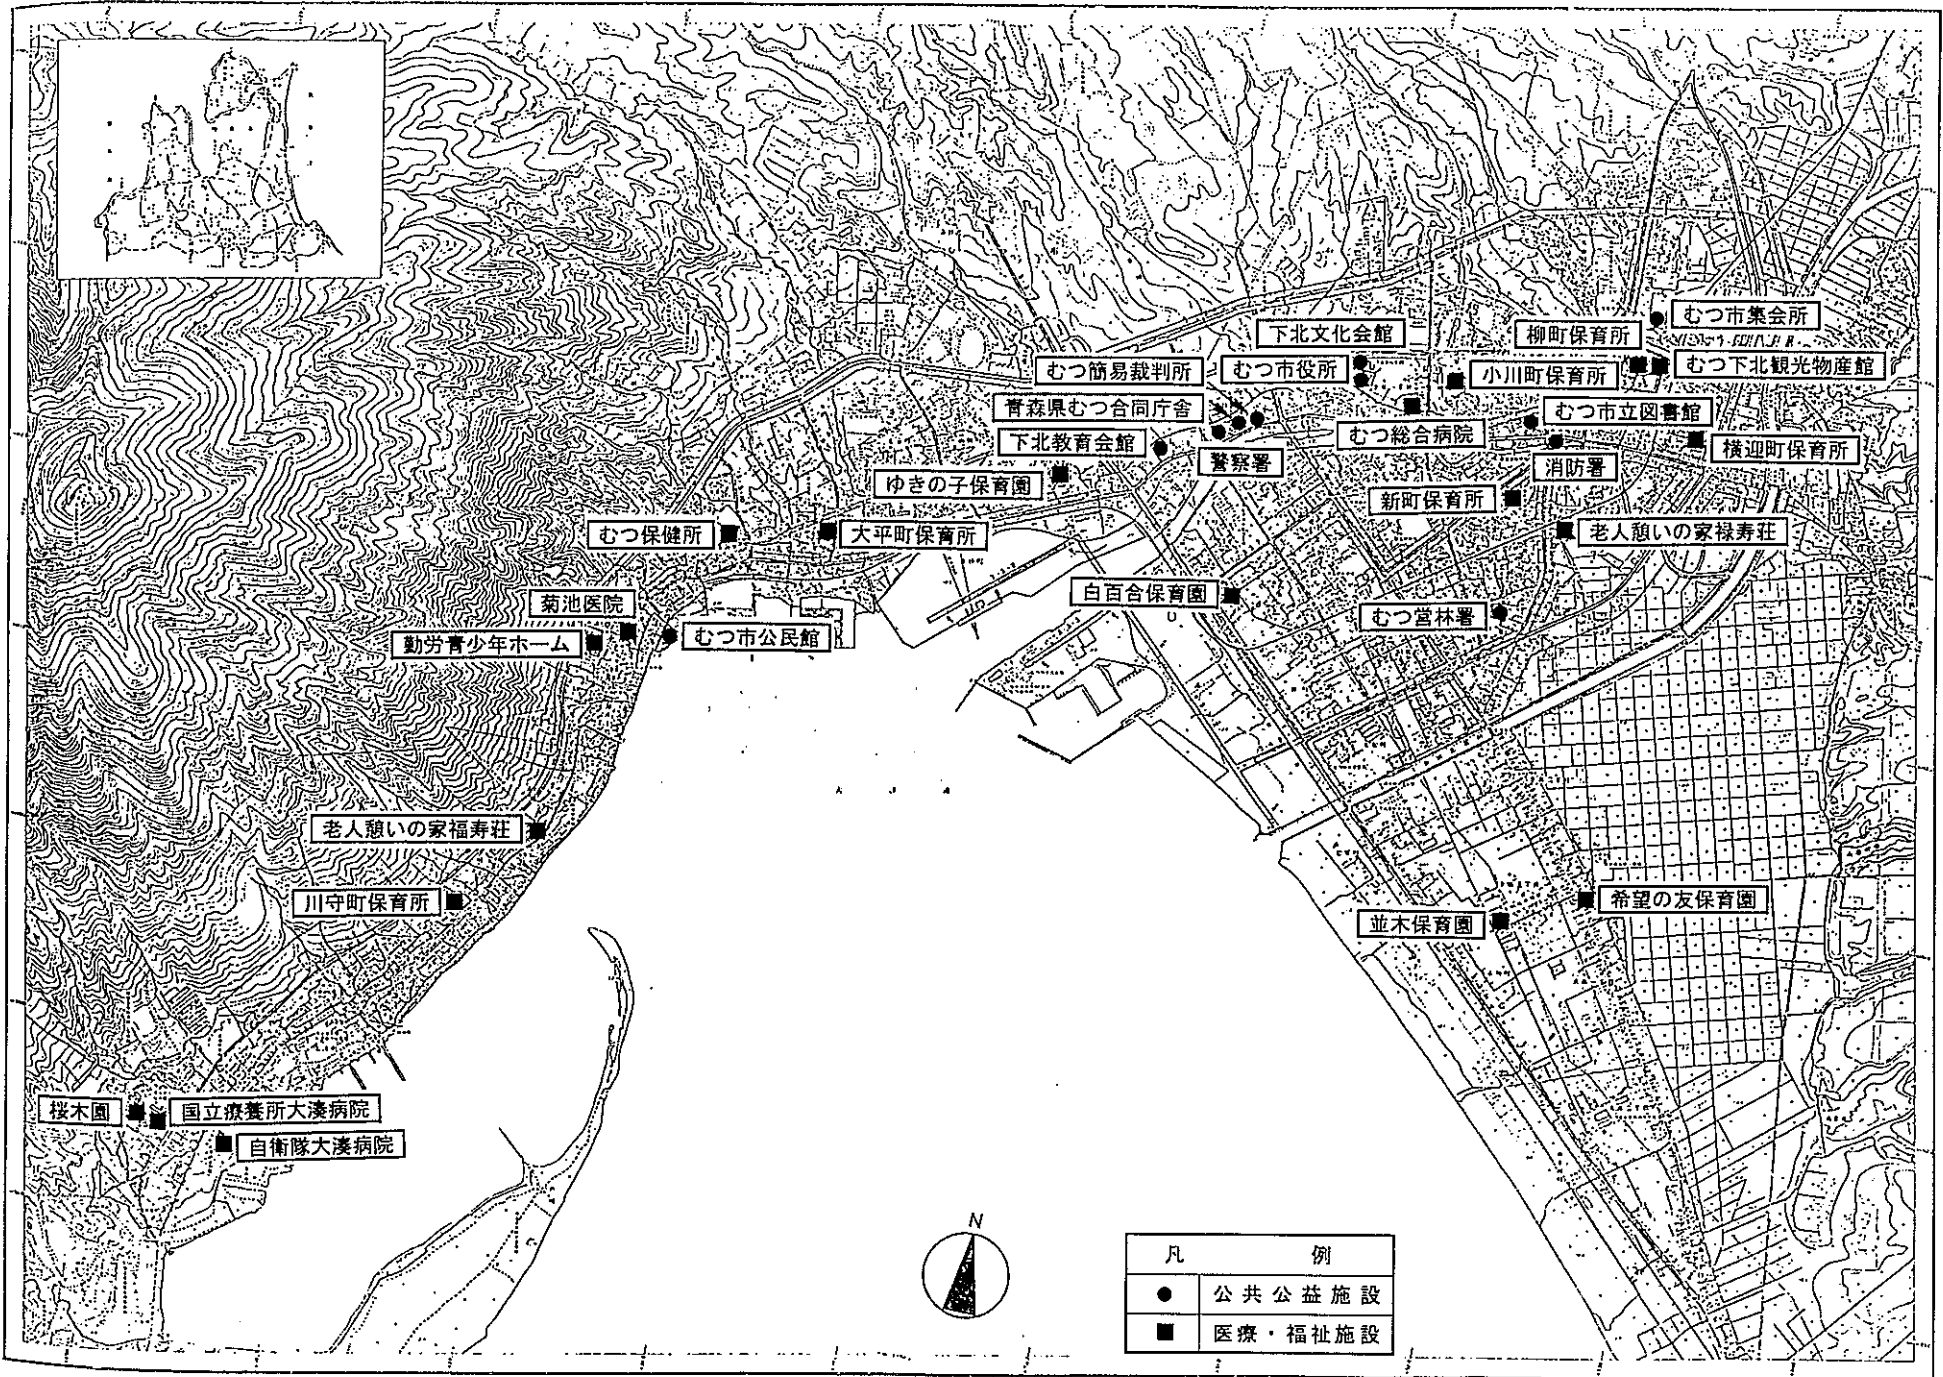 むつ市集会所
下北文化会館
柳町保育所
むつ簡易裁判所
むつ市役所
小川町保育所
むつ下北観光物産館
青森県むつ合同庁舎
むつ市立図書館
下北教育会館
むつ総合病院
横迎町保育所
警察署
消防署
ゆきの子保育園
新町保育所
むつ保健所
大平町保育所
老人憩いの家禄寿荘
菊池医院
白百合保育園
むつ営林署
勤労青少年ホーム
むつ市公民館
老人憩いの家福寿荘
川守町保育所
希望の友保育園
並木保育園
桜木園
国立療養所大湊病院
自衛隊大湊病院
N
凡例
● 公共公益施設
■ 医療・福祉施設